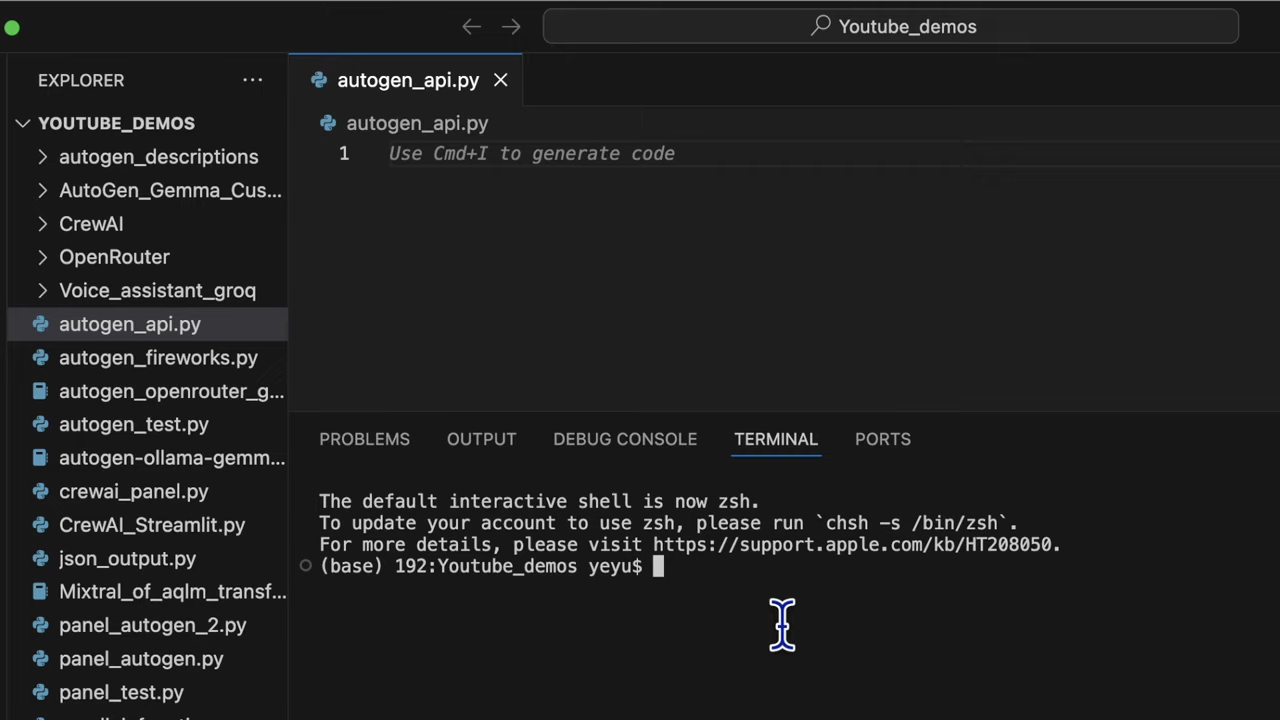 Youtube_demos
EXPLORER
autogen_api.py
YOUTUBE_DEMOS
autogen_descriptions
AutoGen_Gemma_Cus...
CrewAI
OpenRouter
Voice_assistant_groq
autogen_api.py
autogen_fireworks.py
autogen_openrouter_g...
autogen_test.py
autogen-ollama-gemm...
crewai_panel.py
CrewAI_Streamlit.py
json_output.py
Mixtral_of_aqlm_transf...
panel_autogen_2.py
panel_autogen.py
panel_test.py
autogen_api.py
1 Use Cmd+I to generate code
PROBLEMS OUTPUT DEBUG CONSOLE TERMINAL PORTS
The default interactive shell is now zsh.
To update your account to use zsh, please run `chsh -s /bin/zsh`.
For more details, please visit https://support.apple.com/kb/HT208050.
(base) 192:Youtube_demos yeyu$